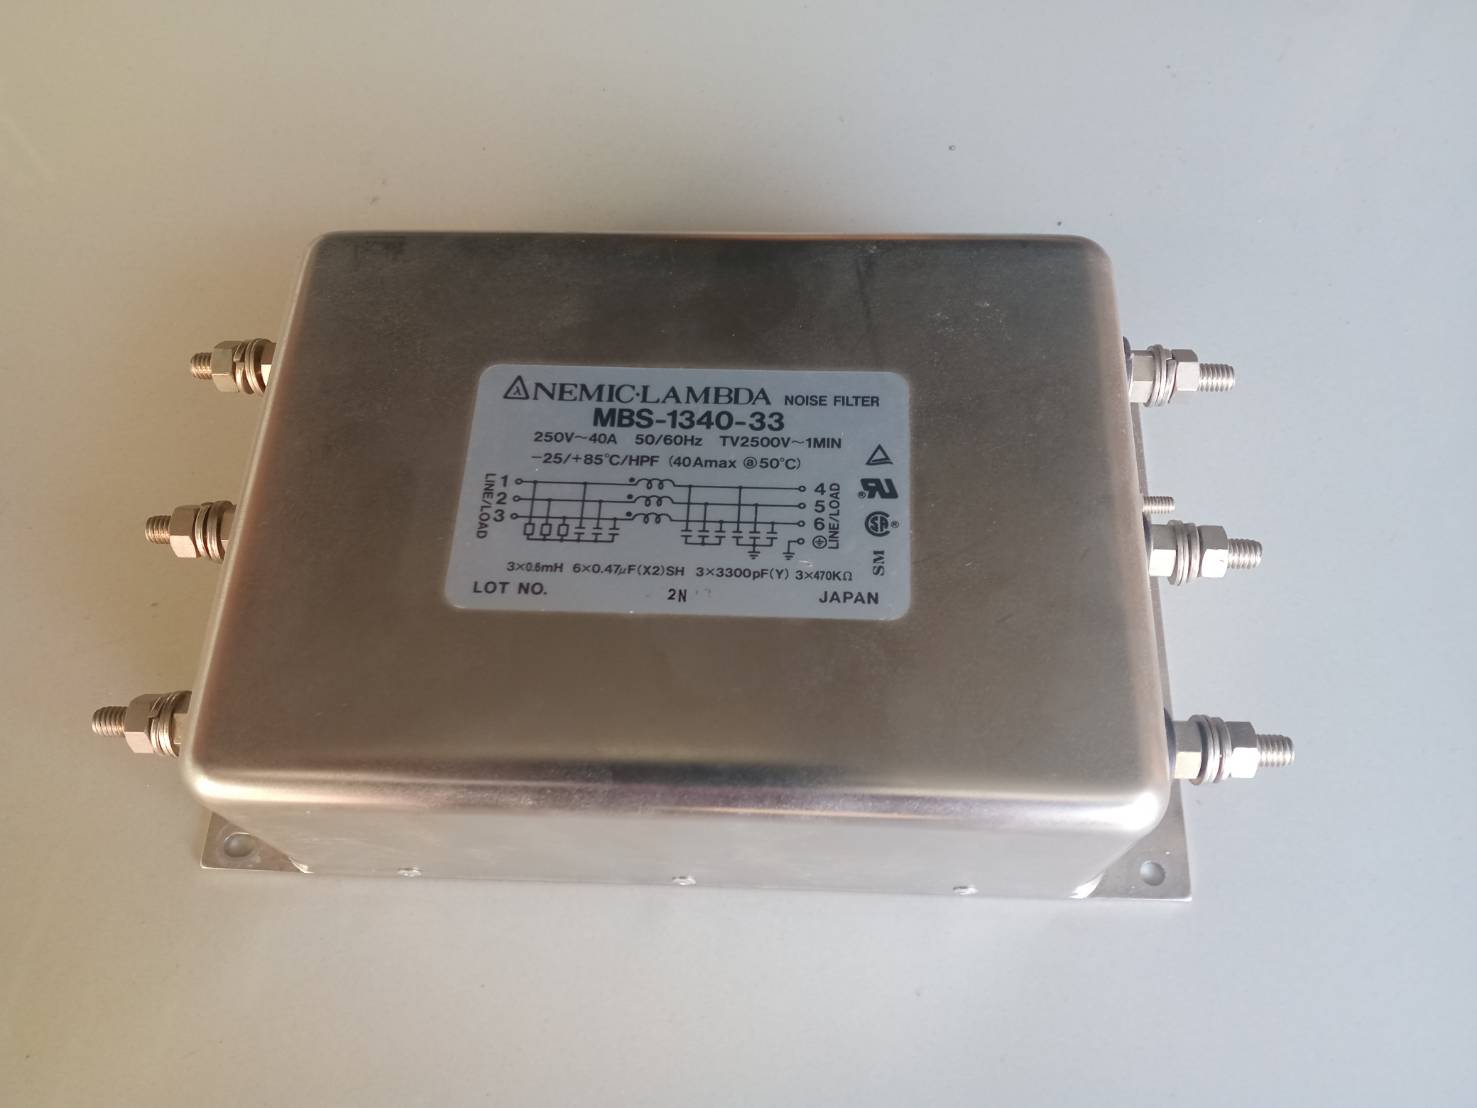 NEMIC·LAMBDA NOISE FILTER
MBS-1340-33
250V~40A 50/60Hz TV2500V~1MIN
-25/+85°C/HPF (40Amax @50°C)
LINE/LOAD
1
2
3
4
5
6
LINE/LOAD
3×0.6mH 6×0.47μF(X2)SH 3×3300pF(Y) 3×470KΩ
LOT NO. 2N JAPAN
RU ®
SA ®
SM